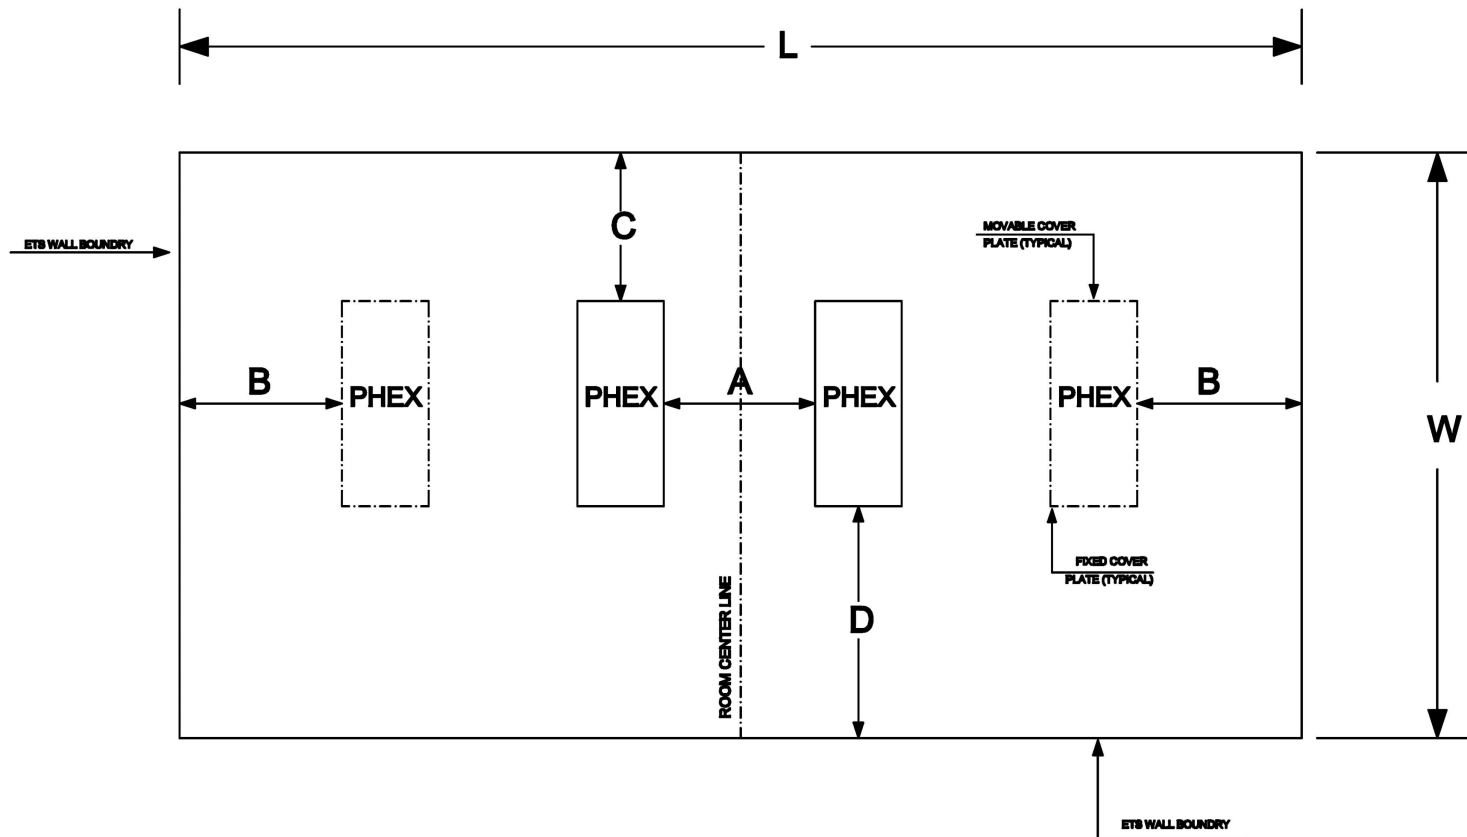 L
C
MOVABLE COVER
PLATE (TYPICAL)
ETS WALL BOUNDRY
B
A
B
PHEX
PHEX
PHEX
PHEX
W
FIXED COVER
PLATE (TYPICAL)
ROOM CENTER LINE
D
ETS WALL BOUNDRY